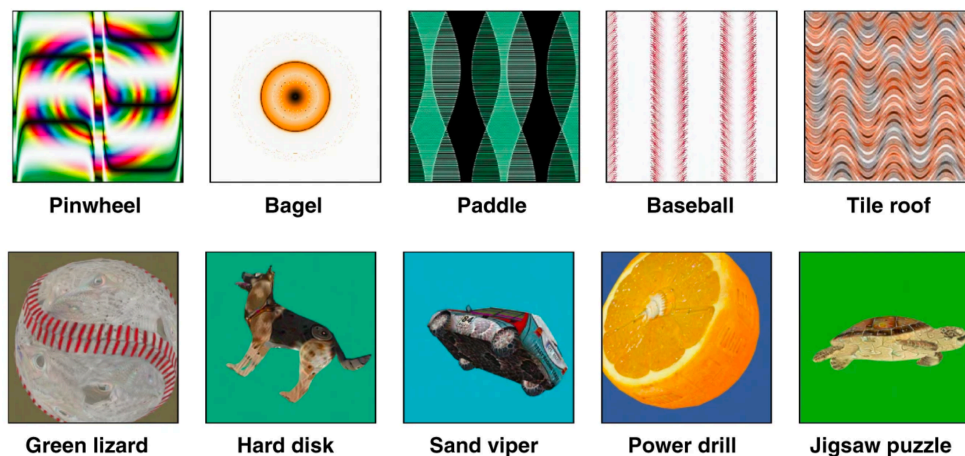 Pinwheel
Bagel
Paddle
Baseball
Tile roof
Green lizard
Hard disk
Sand viper
Power drill
Jigsaw puzzle